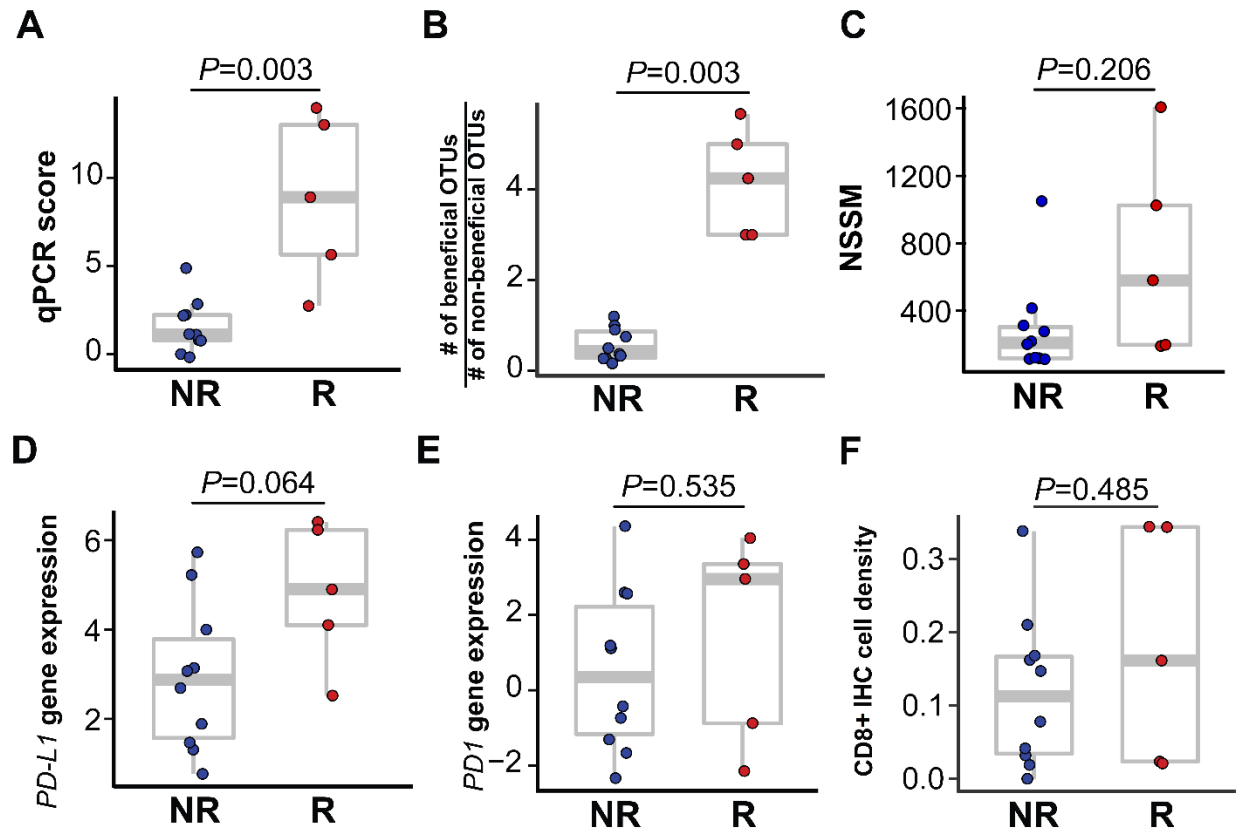 A
P=0.003
qPCR score
10
5
0
NR R
B
P=0.003
# of beneficial OTUs
# of non-beneficial OTUs
4
2
0
NR R
C
P=0.206
NSSM
1600
1200
800
400
NR R
D
P=0.064
PD-L1 gene expression
6
4
2
NR R
E
P=0.535
PD1 gene expression
4
2
0
−2
NR R
F
P=0.485
CD8+ IHC cell density
0.3
0.2
0.1
0.0
NR R